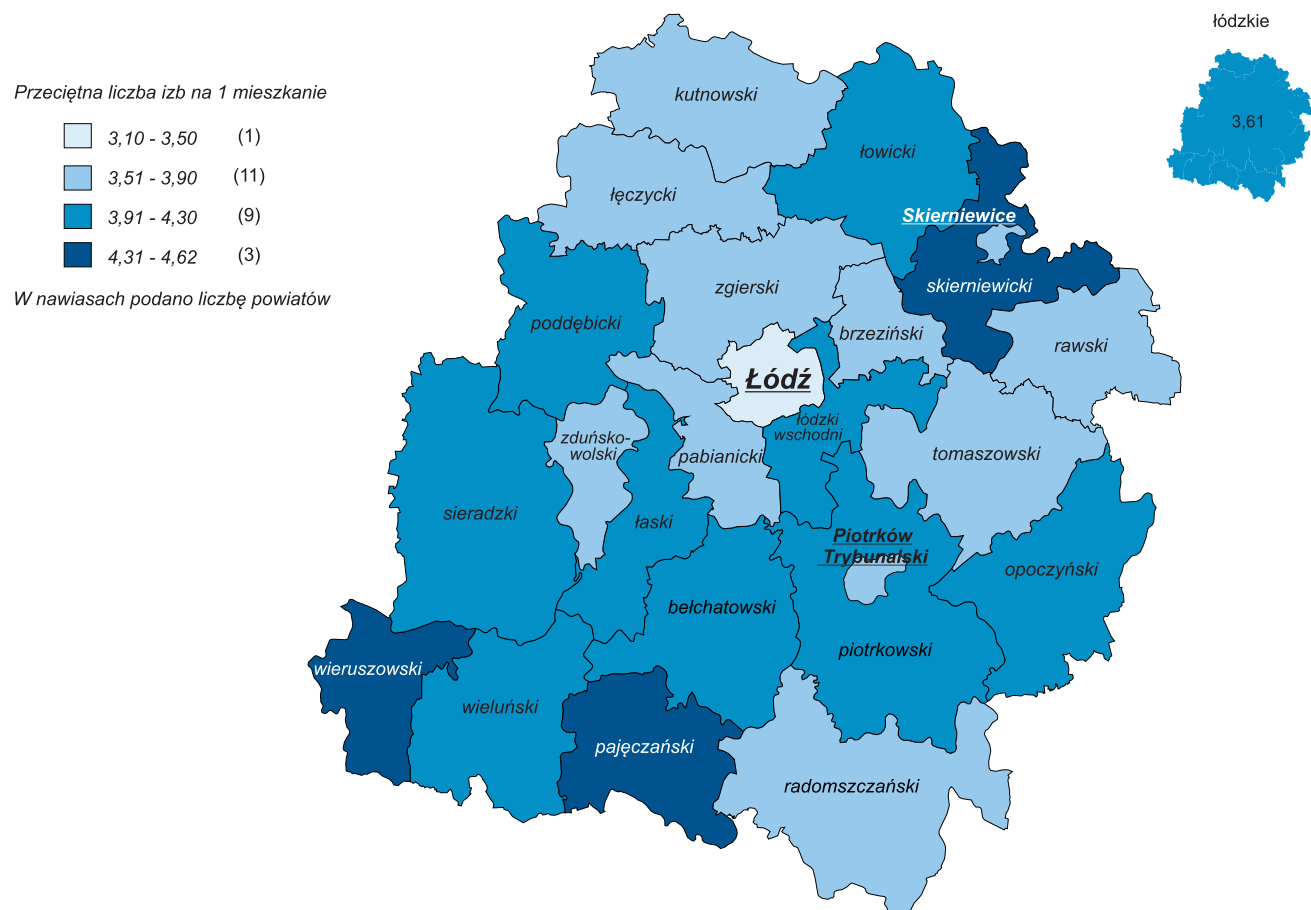 łódzkie
3,61
Przeciętna liczba izb na 1 mieszkanie
3,10 - 3,50 (1)
3,51 - 3,90 (11)
3,91 - 4,30 (9)
4,31 - 4,62 (3)
W nawiasach podano liczbę powiatów
kutnowski
łowicki
łęczycki
Skierniewice
zgierski
skierniewicki
poddębicki
brzeziński
rawski
Łódź
łódzki
wschodni
zduńsko-
wolski
pabianicki
tomaszowski
sieradzki
łaski
Piotrków
Trybunalski
opoczyński
bełchatowski
piotrkowski
wieruszowski
wieluński
pajęczański
radomszczański